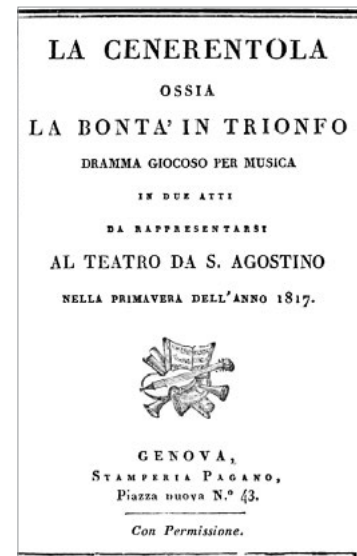 LA CENERENTOLA
OSSIA
LA BONTA' IN TRIONFO
DRAMMA GIOCOSO PER MUSICA
IN DUE ATTI
DA RAPPRESENTARSI
AL TEATRO DA S. AGOSTINO
NELLA PRIMAVERA DELL'ANNO 1817.
GENOVA,
STAMPERIA PAGANO,
Piazza nuova N.º 43.
Con Permissione.